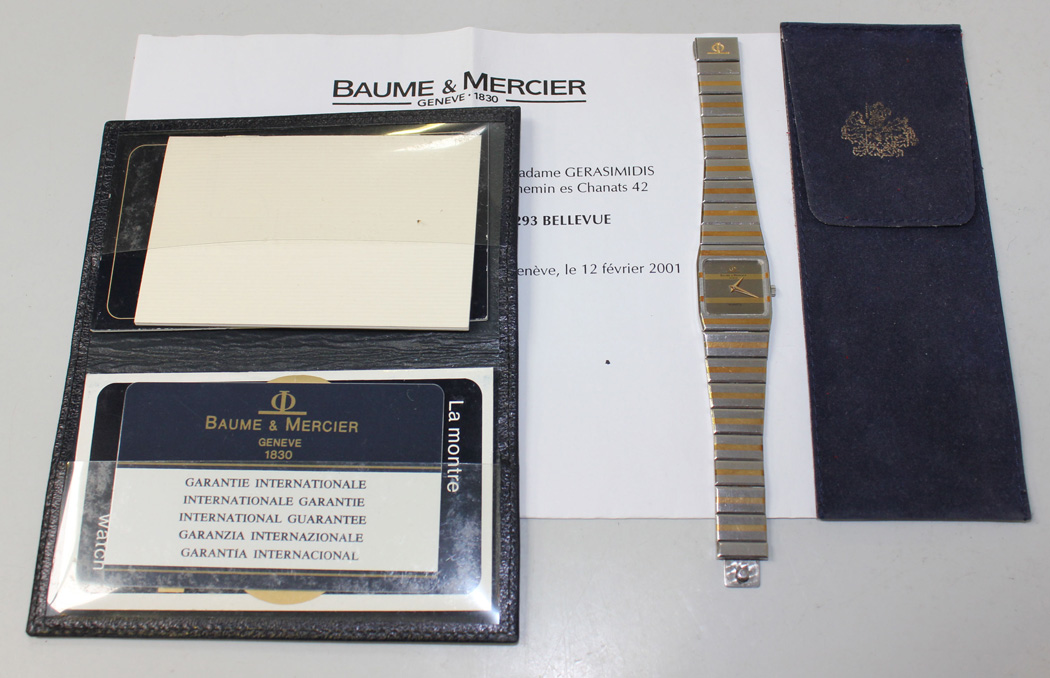 BAUME & MERCIER
GENEVE · 1830
adame GERASIMIDIS
hemin es Chanats 42
293 BELLEVUE
enève, le 12 février 2001
BAUME & MERCIER
GENEVE
1830
GARANTIE INTERNATIONALE
INTERNATIONALE GARANTIE
INTERNATIONAL GUARANTEE
GARANZIA INTERNAZIONALE
GARANTIA INTERNACIONAL
La montre
watch